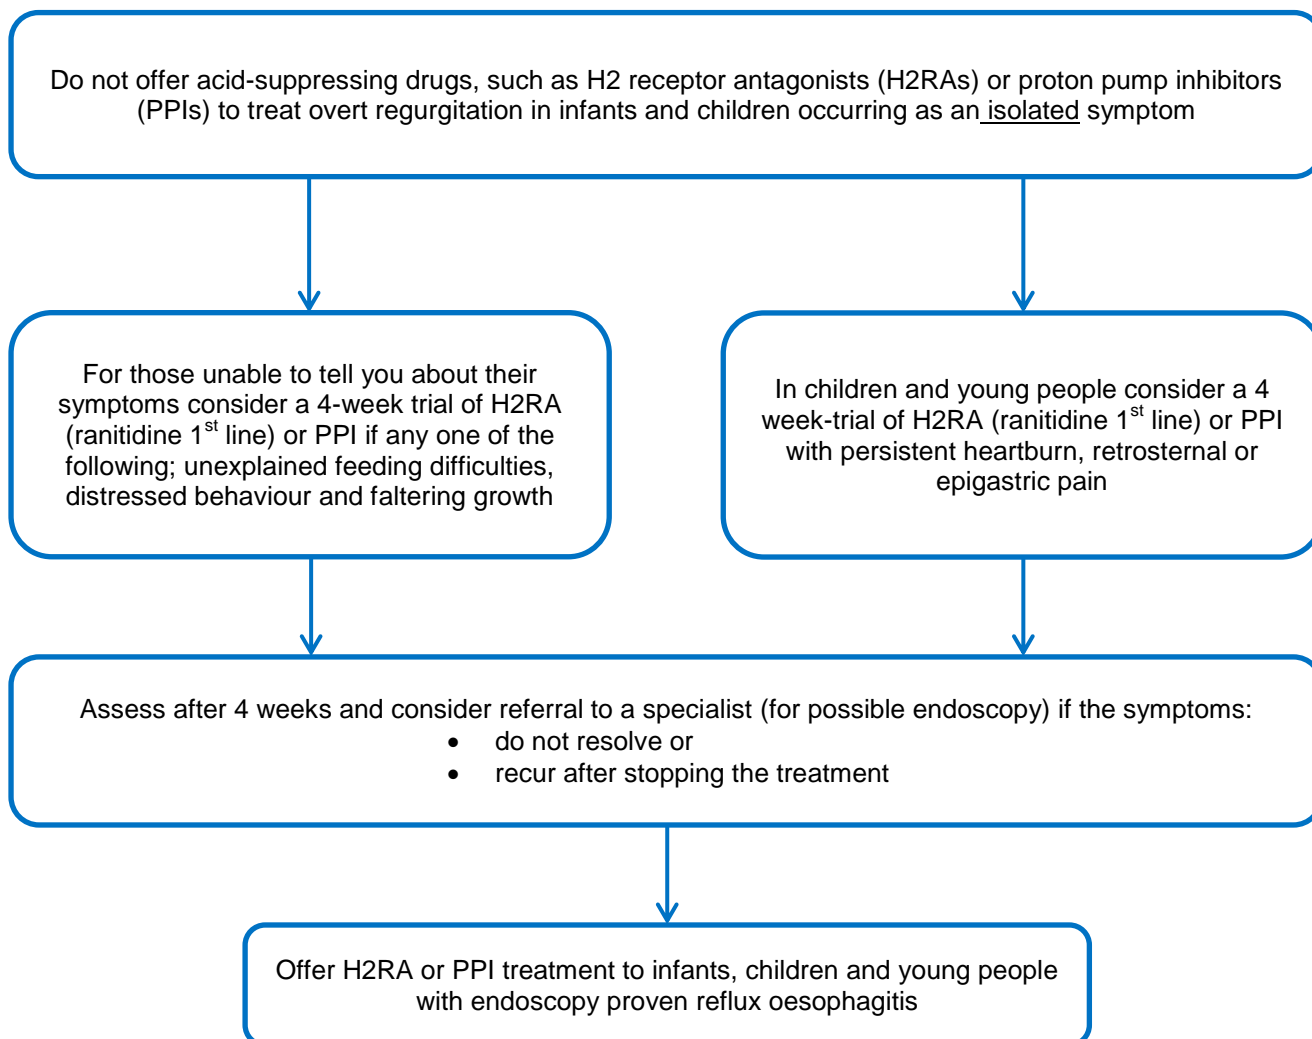 Do not offer acid-suppressing drugs, such as H2 receptor antagonists (H2RAs) or proton pump inhibitors
(PPIs) to treat overt regurgitation in infants and children occurring as an isolated symptom
For those unable to tell you about their
symptoms consider a 4-week trial of H2RA
(ranitidine 1st line) or PPI if any one of the
following; unexplained feeding difficulties,
distressed behaviour and faltering growth
In children and young people consider a 4
week-trial of H2RA (ranitidine 1st line) or PPI
with persistent heartburn, retrosternal or
epigastric pain
Assess after 4 weeks and consider referral to a specialist (for possible endoscopy) if the symptoms:
• do not resolve or
• recur after stopping the treatment
Offer H2RA or PPI treatment to infants, children and young people
with endoscopy proven reflux oesophagitis